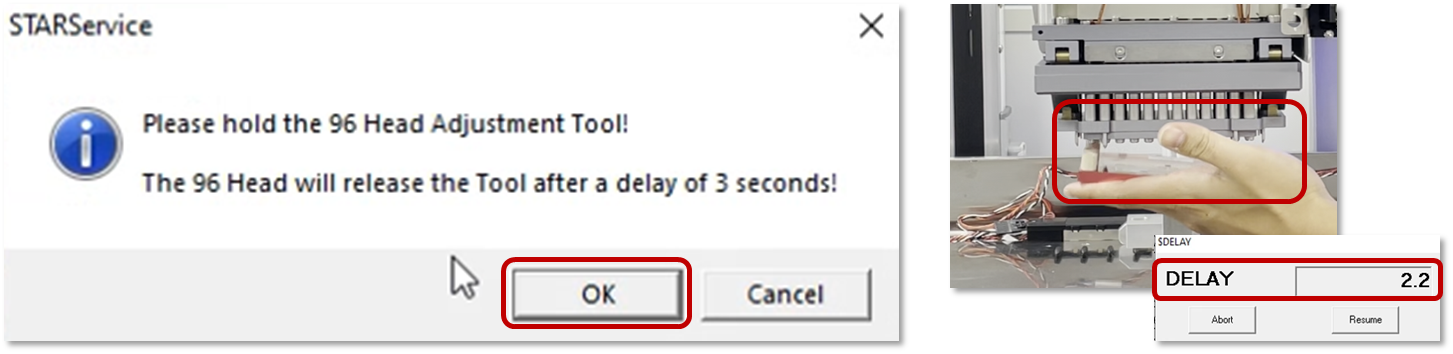 STARService
Please hold the 96 Head Adjustment Tool!
The 96 Head will release the Tool after a delay of 3 seconds!
OK
Cancel
SDELAY
DELAY
2.2
Abort
Resume